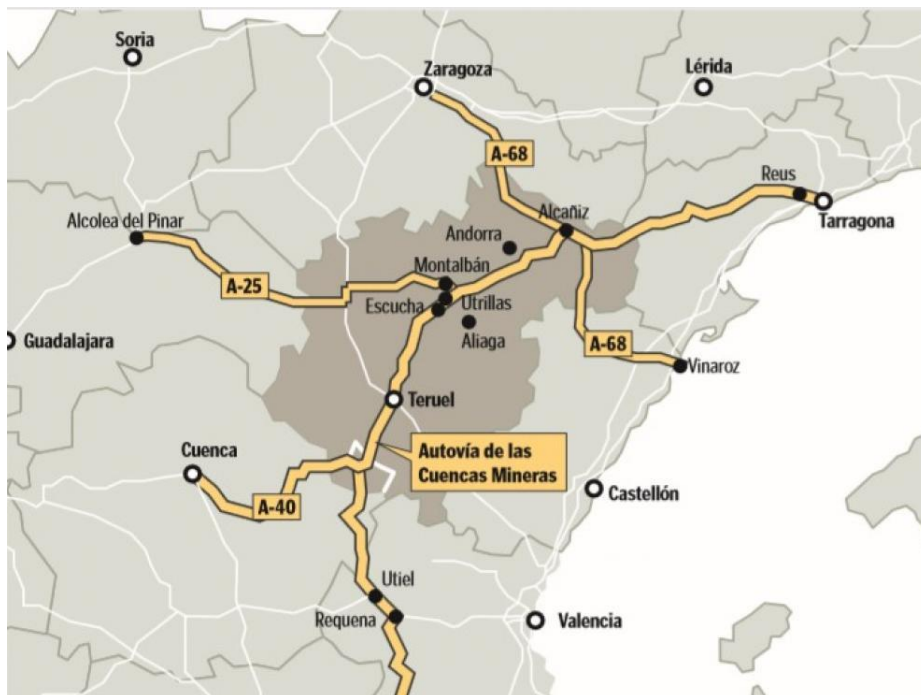 Soria
Zaragoza
Lérida
A-68
Reus
Tarragona
Alcañiz
Alcolea del Pinar
Andorra
Montalbán
A-25
Escucha
Utrillas
Aliaga
Guadalajara
A-68
Vinaroz
Teruel
Autovía de las
Cuencas Mineras
Cuenca
Castellón
A-40
Utiel
Requena
Valencia